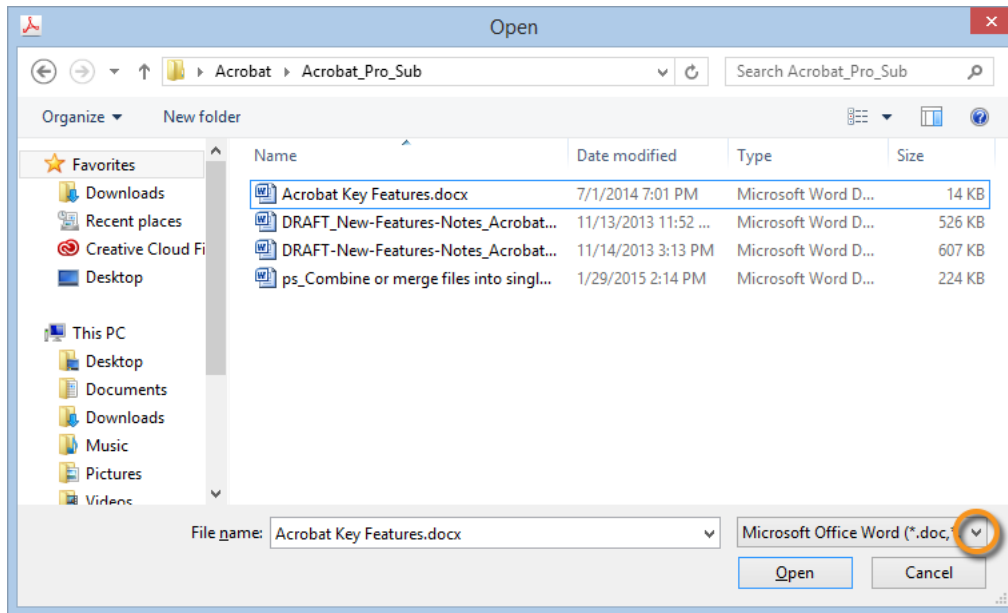 Open
Acrobat Acrobat_Pro_Sub Search Acrobat_Pro_Sub
Organize New folder
Name Date modified Type Size
Favorites
Downloads
Recent places
Creative Cloud Fi
Desktop
This PC
Desktop
Documents
Downloads
Music
Pictures
Videos
Acrobat Key Features.docx 7/1/2014 7:01 PM Microsoft Word D... 14 KB
DRAFT_New-Features-Notes_Acrobat... 11/13/2013 11:52 ... Microsoft Word D... 526 KB
DRAFT-New-Features-Notes_Acrobat... 11/14/2013 3:13 PM Microsoft Word D... 607 KB
ps_Combine or merge files into singl... 1/29/2015 2:14 PM Microsoft Word D... 224 KB
File name: Acrobat Key Features.docx Microsoft Office Word (*.doc,*
Open Cancel